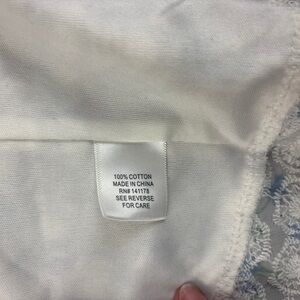 100% COTTON
MADE IN CHINA
RN# 141178
SEE REVERSE
FOR CARE